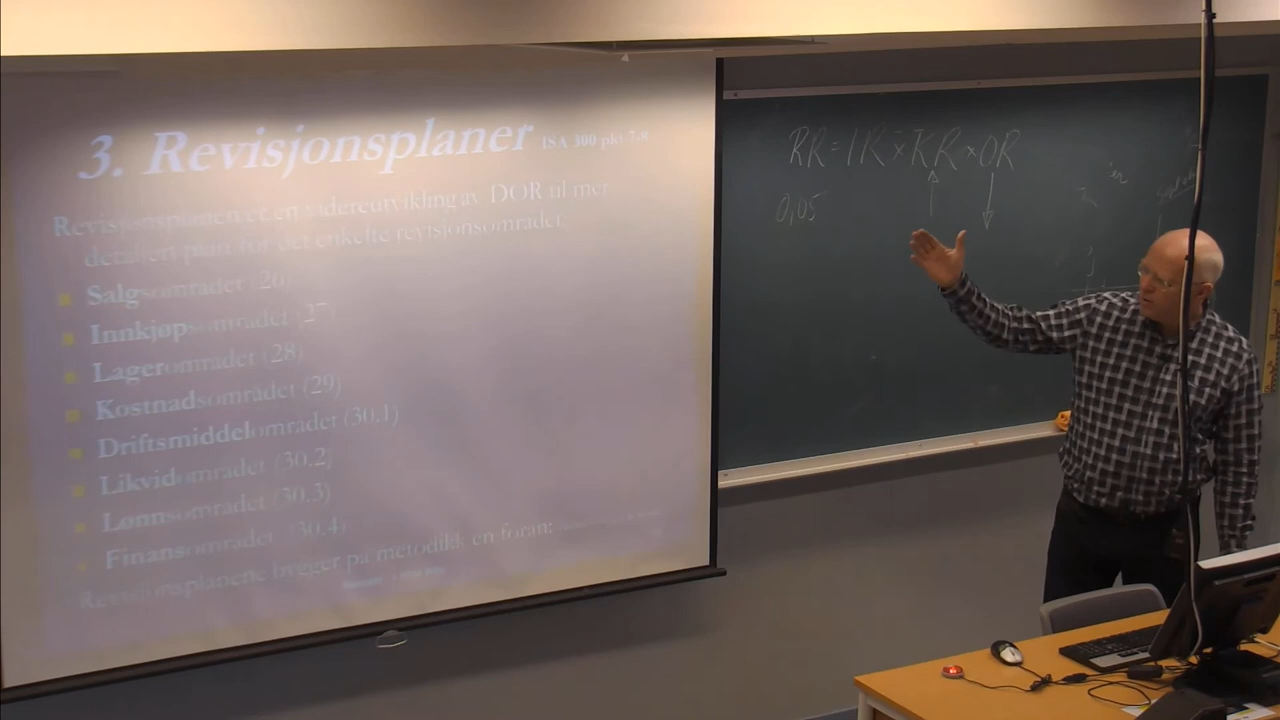 3. Revisjonsplaner ISA 300 pkt 7-8
Revisjonsplanen er en videreutvikling av DOR til mer
detaljert plan for det enkelte revisjonsområdet
Salgsområdet (26)
Innkjøpsområdet (27)
Lagerområdet (28)
Kostnadsområdet (29)
Driftsmiddelområdet (30.1)
Likvidområdet (30.2)
Lønnsområdet (30.3)
Finansområdet (30.4)
Revisjonsplanene bygger på metodikk en foran:
RR = IR × KR × OR
0,05